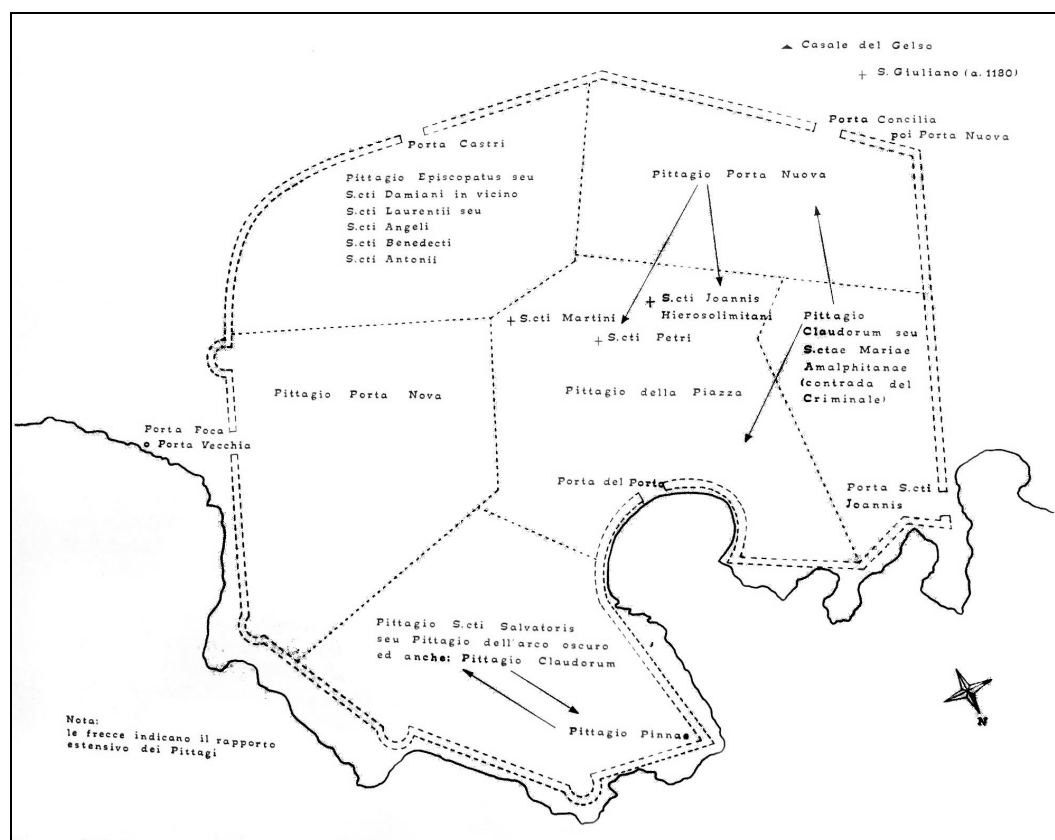 Casale del Gelso
S. Giuliano (a. 1180)
Porta Concilia
poi Porta Nuova
Porta Castri
Pittagio Episcopatus seu
S.cti Damiani in vicino
S.cti Laurentii seu
S.cti Angeli
S.cti Benedecti
S.cti Antonii
Pittagio Porta Nuova
S.cti Joannis
Hierosolimitani
S.cti Martini
S.cti Petri
Pittagio
Claudorum seu
S.ctae Mariae
Amalphitanae
(contrada del
Criminale)
Pittagio Porta Nova
Pittagio della Piazza
Porta Foca
o Porta Vecchia
Porta del Porto
Porta S.cti
Joannis
Pittagio S.cti Salvatoris
seu Pittagio dell'arco oscuro
ed anche: Pittagio Claudorum
Pittagio Pinna
N
Nota:
le frecce indicano il rapporto
estensivo dei Pittagi